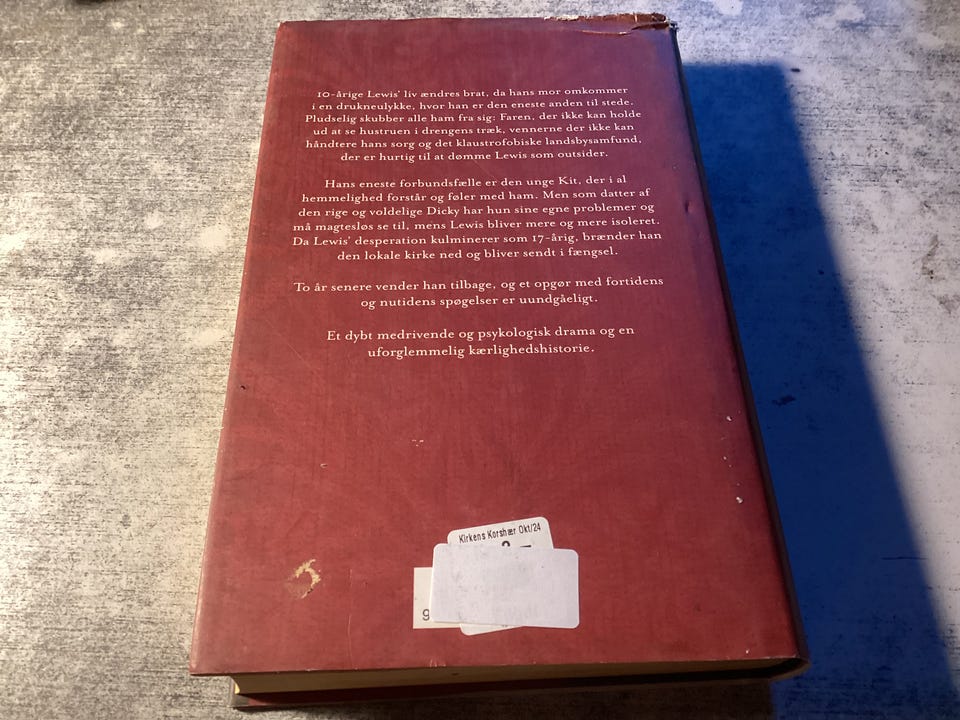 10-årige Lewis' liv ændres brat, da hans mor omkommer
i en drukneulykke, hvor han er den eneste anden til stede.
Pludselig skubber alle ham fra sig: Faren, der ikke kan holde
ud at se hustruen i drengens træk, vennerne der ikke kan
håndtere hans sorg og det klaustrofobiske landsbysamfund,
der er hurtig til at dømme Lewis som outsider.
Hans eneste forbundsfælle er den unge Kit, der i al
hemmelighed forstår og føler med ham. Men som datter af
den rige og voldelige Dicky har hun sine egne problemer og
må magtesløs se til, mens Lewis bliver mere og mere isoleret.
Da Lewis' desperation kulminerer som 17-årig, brænder han
den lokale kirke ned og bliver sendt i fængsel.
To år senere vender han tilbage, og et opgør med fortidens
og nutidens spøgelser er uundgåeligt.
Et dybt medrivende og psykologisk drama og en
uforglemmelig kærlighedshistorie.
Kirkens Korshær Okt/24
9